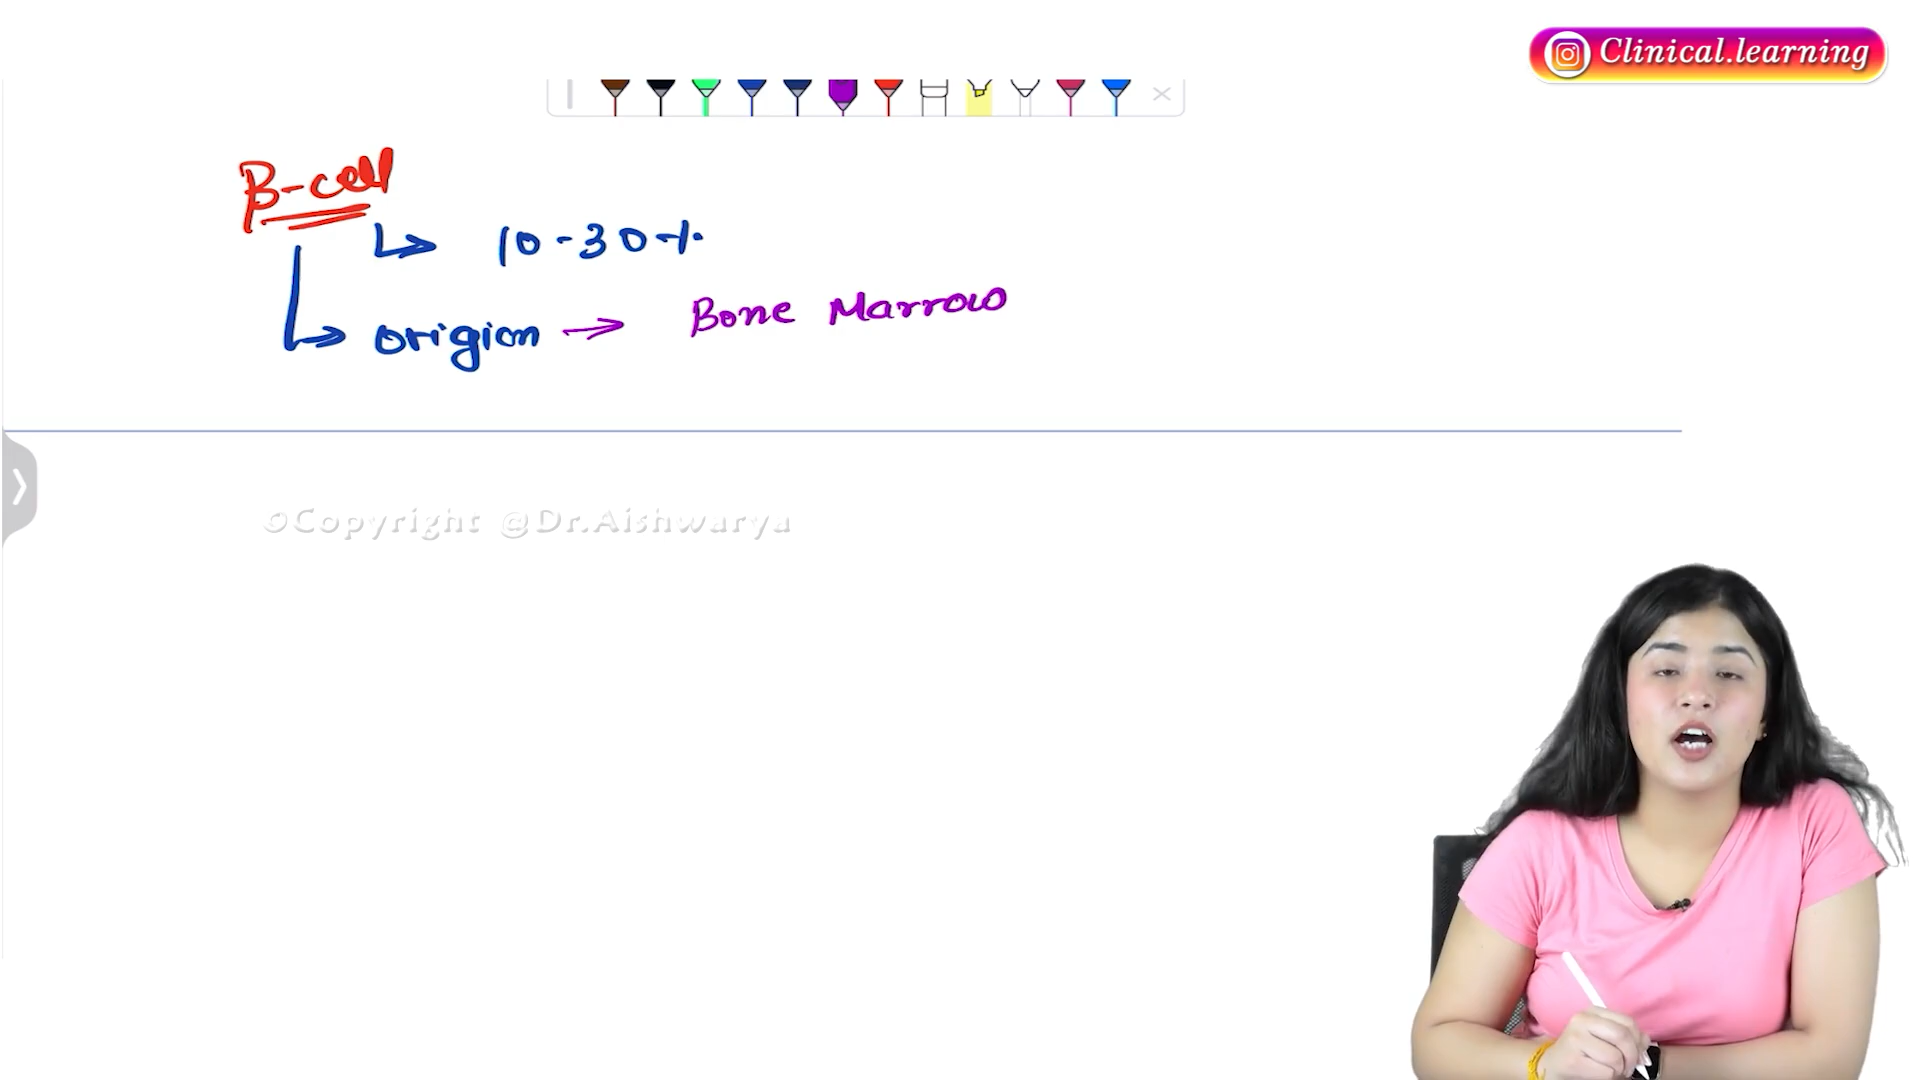 Clinical.learning
B-cell
10-30%
origion → Bone Marrow
©Copyright @Dr.Aishwarya